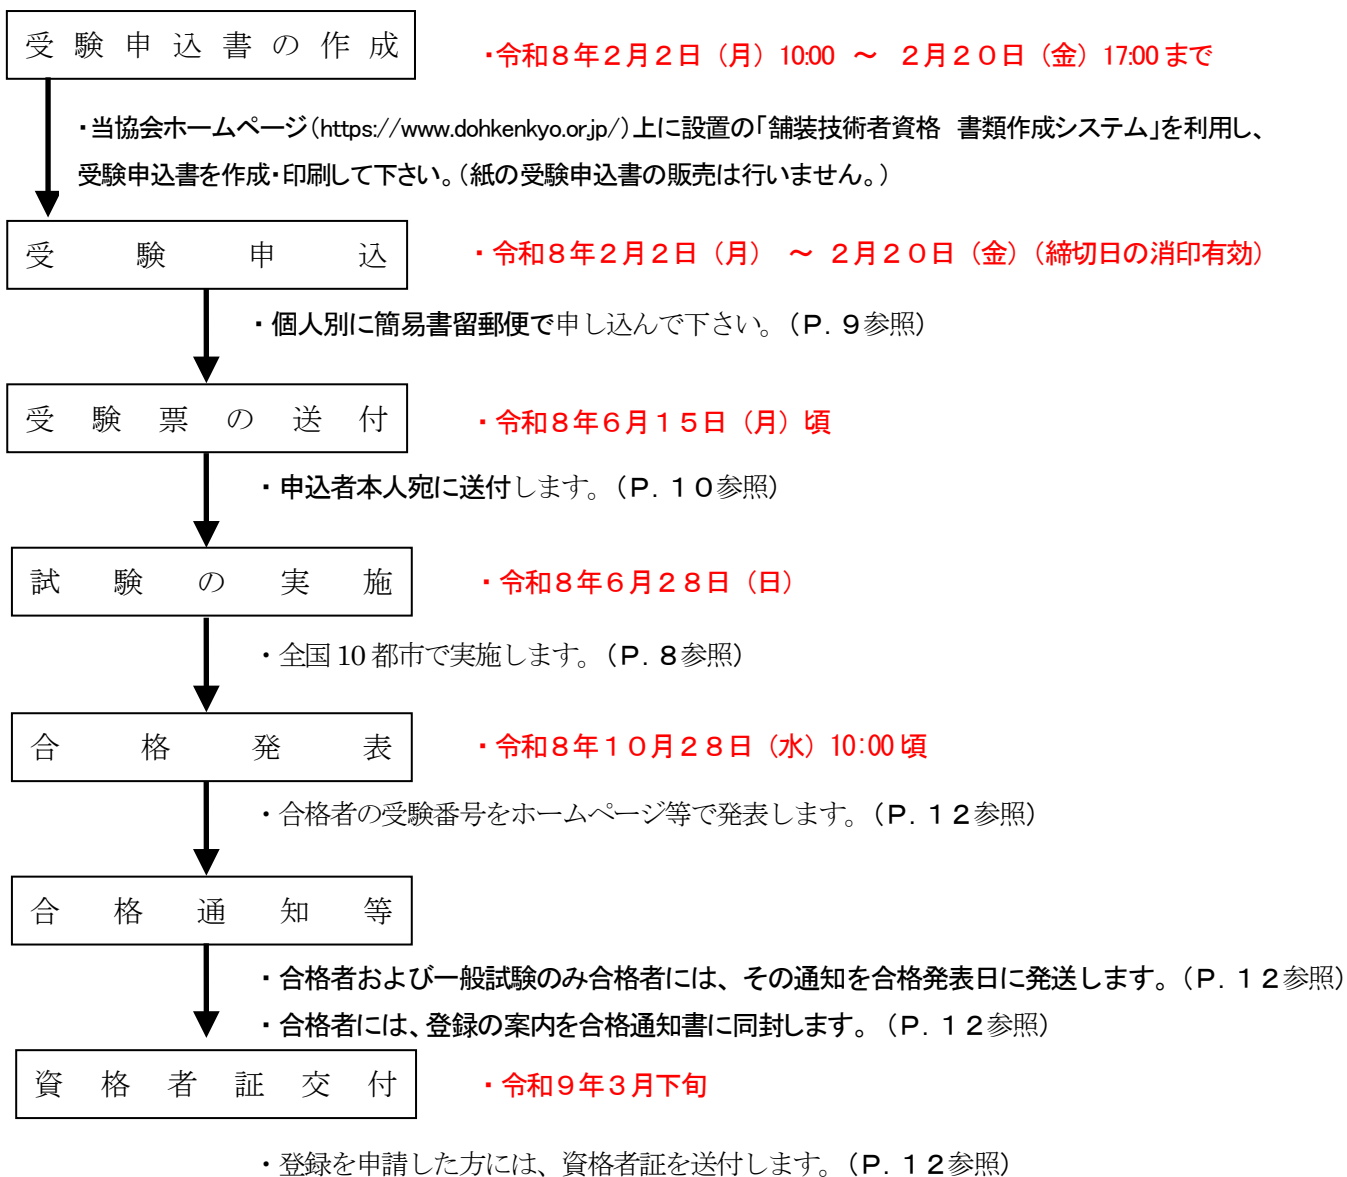 受験申込書の作成
・令和８年２月２日（月）10:00 ～ ２月２０日（金）17:00まで
・当協会ホームページ（https://www.dohkenkyo.or.jp/）上に設置の「舗装技術者資格　書類作成システム」を利用し、
受験申込書を作成・印刷して下さい。（紙の受験申込書の販売は行いません。）
受験申込
・令和８年２月２日（月） ～ ２月２０日（金）（締切日の消印有効）
・個人別に簡易書留郵便で申し込んで下さい。（Ｐ．９参照）
受験票の送付
・令和８年６月１５日（月）頃
・申込者本人宛に送付します。（Ｐ．１０参照）
試験の実施
・令和８年６月２８日（日）
・全国10都市で実施します。（Ｐ．８参照）
合格発表
・令和８年１０月２８日（水）10:00頃
・合格者の受験番号をホームページ等で発表します。（Ｐ．１２参照）
合格通知等
・合格者および一般試験のみ合格者には、その通知を合格発表日に発送します。（Ｐ．１２参照）
・合格者には、登録の案内を合格通知書に同封します。（Ｐ．１２参照）
資格者証交付
・令和９年３月下旬
・登録を申請した方には、資格者証を送付します。（Ｐ．１２参照）